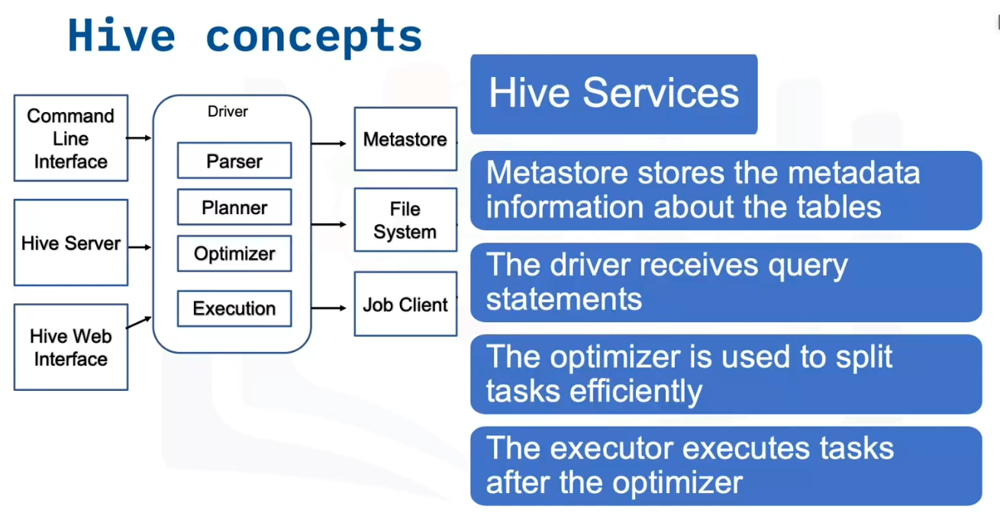 Hive concepts
Command
Line
Interface
Hive Server
Hive Web
Interface
Driver
Parser
Planner
Optimizer
Execution
Metastore
File
System
Job Client
Hive Services
Metastore stores the metadata
information about the tables
The driver receives query
statements
The optimizer is used to split
tasks efficiently
The executor executes tasks
after the optimizer